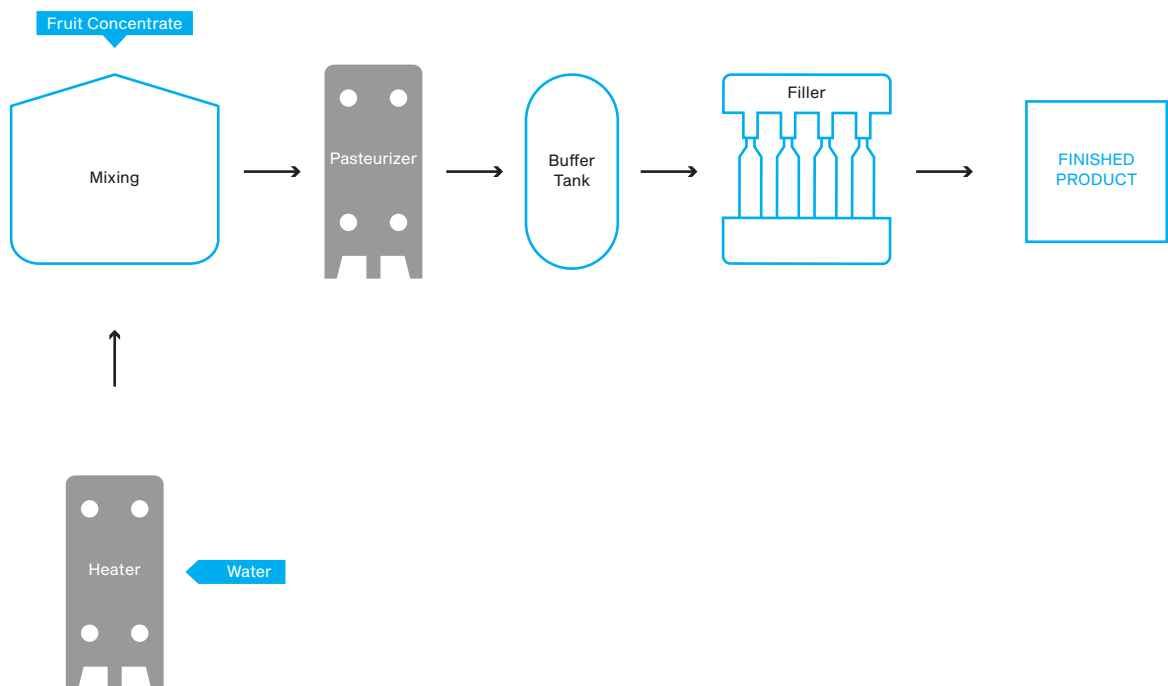 Fruit Concentrate
Mixing
Pasteurizer
Buffer
Tank
Filler
FINISHED
PRODUCT
Heater
Water